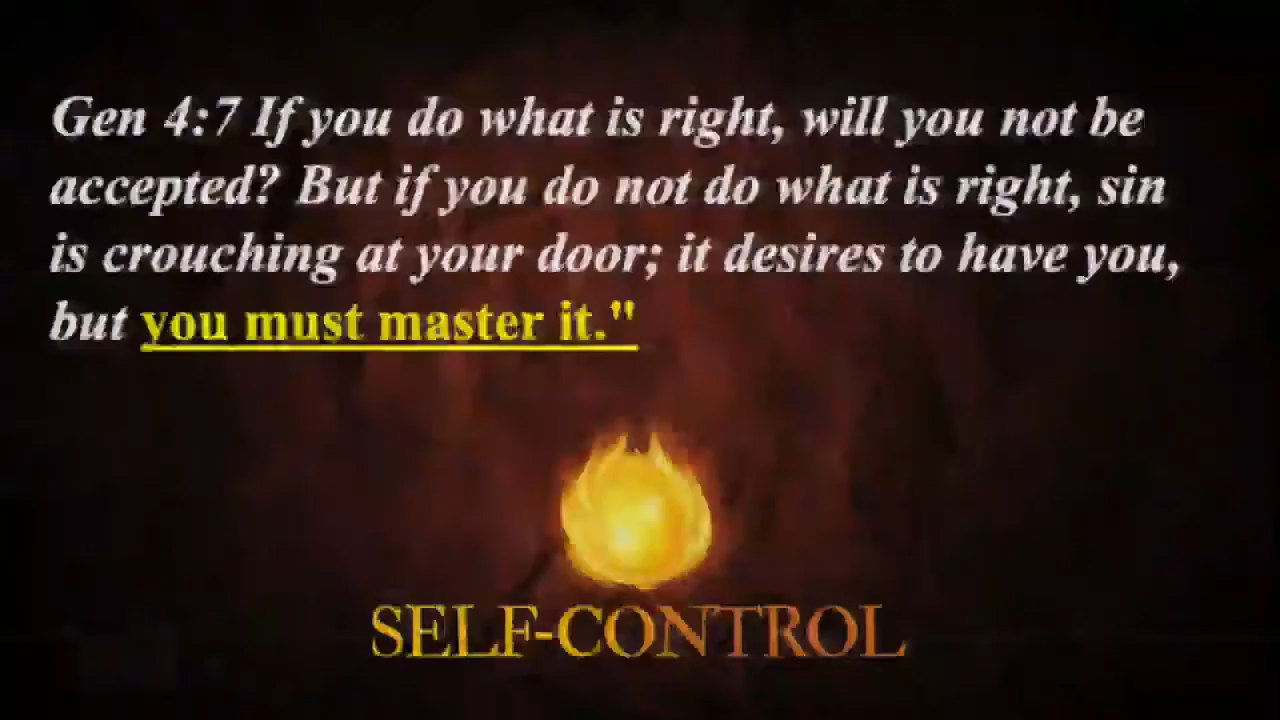 Gen 4:7 If you do what is right, will you not be
accepted? But if you do not do what is right, sin
is crouching at your door; it desires to have you,
but you must master it."
SELF-CONTROL